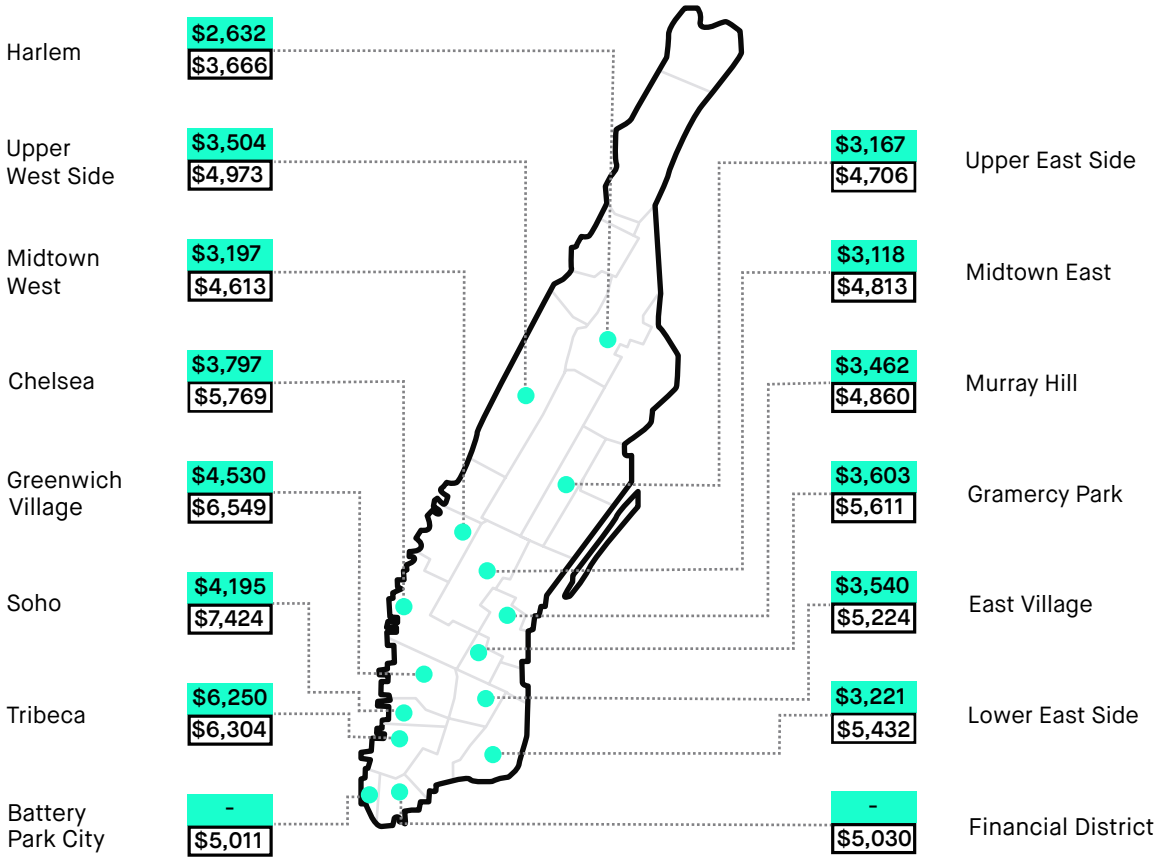 Harlem
$2,632
$3,666
Upper
West Side
$3,504
$4,973
Midtown
West
$3,197
$4,613
Chelsea
$3,797
$5,769
Greenwich
Village
$4,530
$6,549
Soho
$4,195
$7,424
Tribeca
$6,250
$6,304
Battery
Park City
-
$5,011
$3,167
$4,706
Upper East Side
$3,118
$4,813
Midtown East
$3,462
$4,860
Murray Hill
$3,603
$5,611
Gramercy Park
$3,540
$5,224
East Village
$3,221
$5,432
Lower East Side
-
$5,030
Financial District